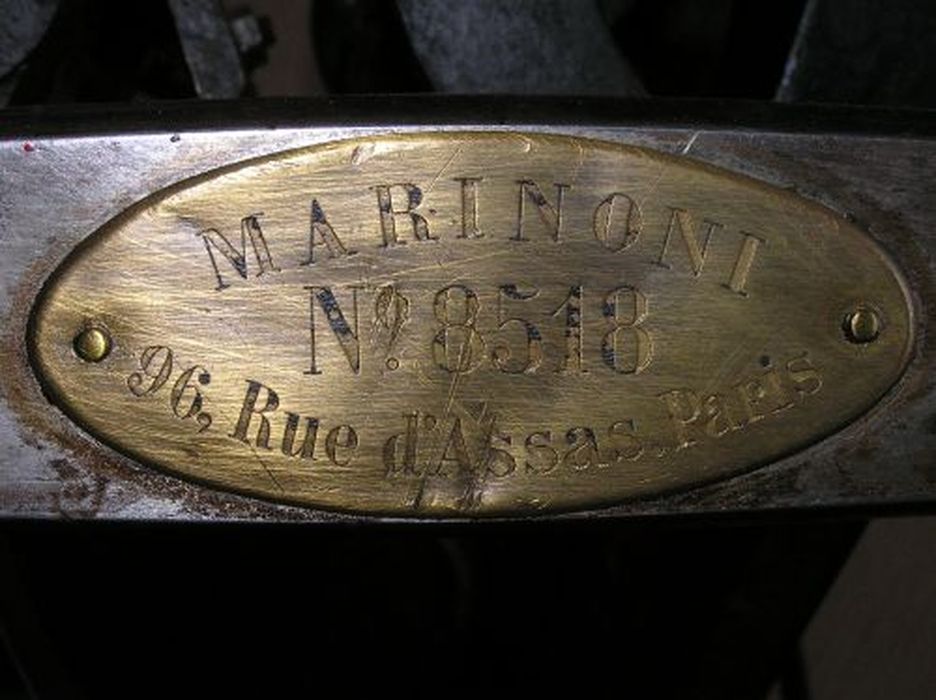 MARINONI
Nº. 8518
96, Rue d'Assas. Paris